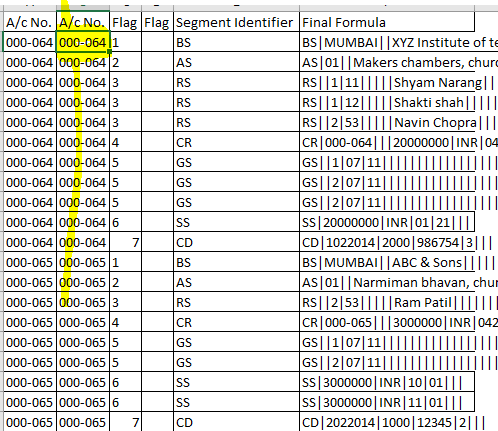 A/c No. A/c No. Flag Flag Segment Identifier Final Formula
000-064 000-064 1 BS BS|MUMBAI||XYZ Institute of te
000-064 000-064 2 AS AS|01||Makers chambers, churc
000-064 000-064 3 RS RS||1|11|||||Shyam Narang||
000-064 000-064 3 RS RS||1|12|||||Shakti shah|||||
000-064 000-064 3 RS RS||2|53|||||Navin Chopra|||
000-064 000-064 4 CR CR|000-064|||20000000|INR|04
000-064 000-064 5 GS GS||1|07|11||||||||||||||||
000-064 000-064 5 GS GS||2|07|11||||||||||||||||
000-064 000-064 5 GS GS||2|07|11||||||||||||||||
000-064 000-064 6 SS SS|20000000|INR|01|21|||
000-064 000-064 7 CD CD|1022014|2000|986754|3|||
000-065 000-065 1 BS BS|MUMBAI||ABC & Sons|||||
000-065 000-065 2 AS AS|01||Narmiman bhavan, chur
000-065 000-065 3 RS RS||2|53|||||Ram Patil|||||||
000-065 000-065 4 CR CR|000-065|||3000000|INR|042
000-065 000-065 5 GS GS||1|07|11||||||||||||||||
000-065 000-065 5 GS GS||2|07|11||||||||||||||||
000-065 000-065 6 SS SS|3000000|INR|10|01|||
000-065 000-065 6 SS SS|3000000|INR|11|01|||
000-065 000-065 7 CD CD|2022014|1000|12345|2|||